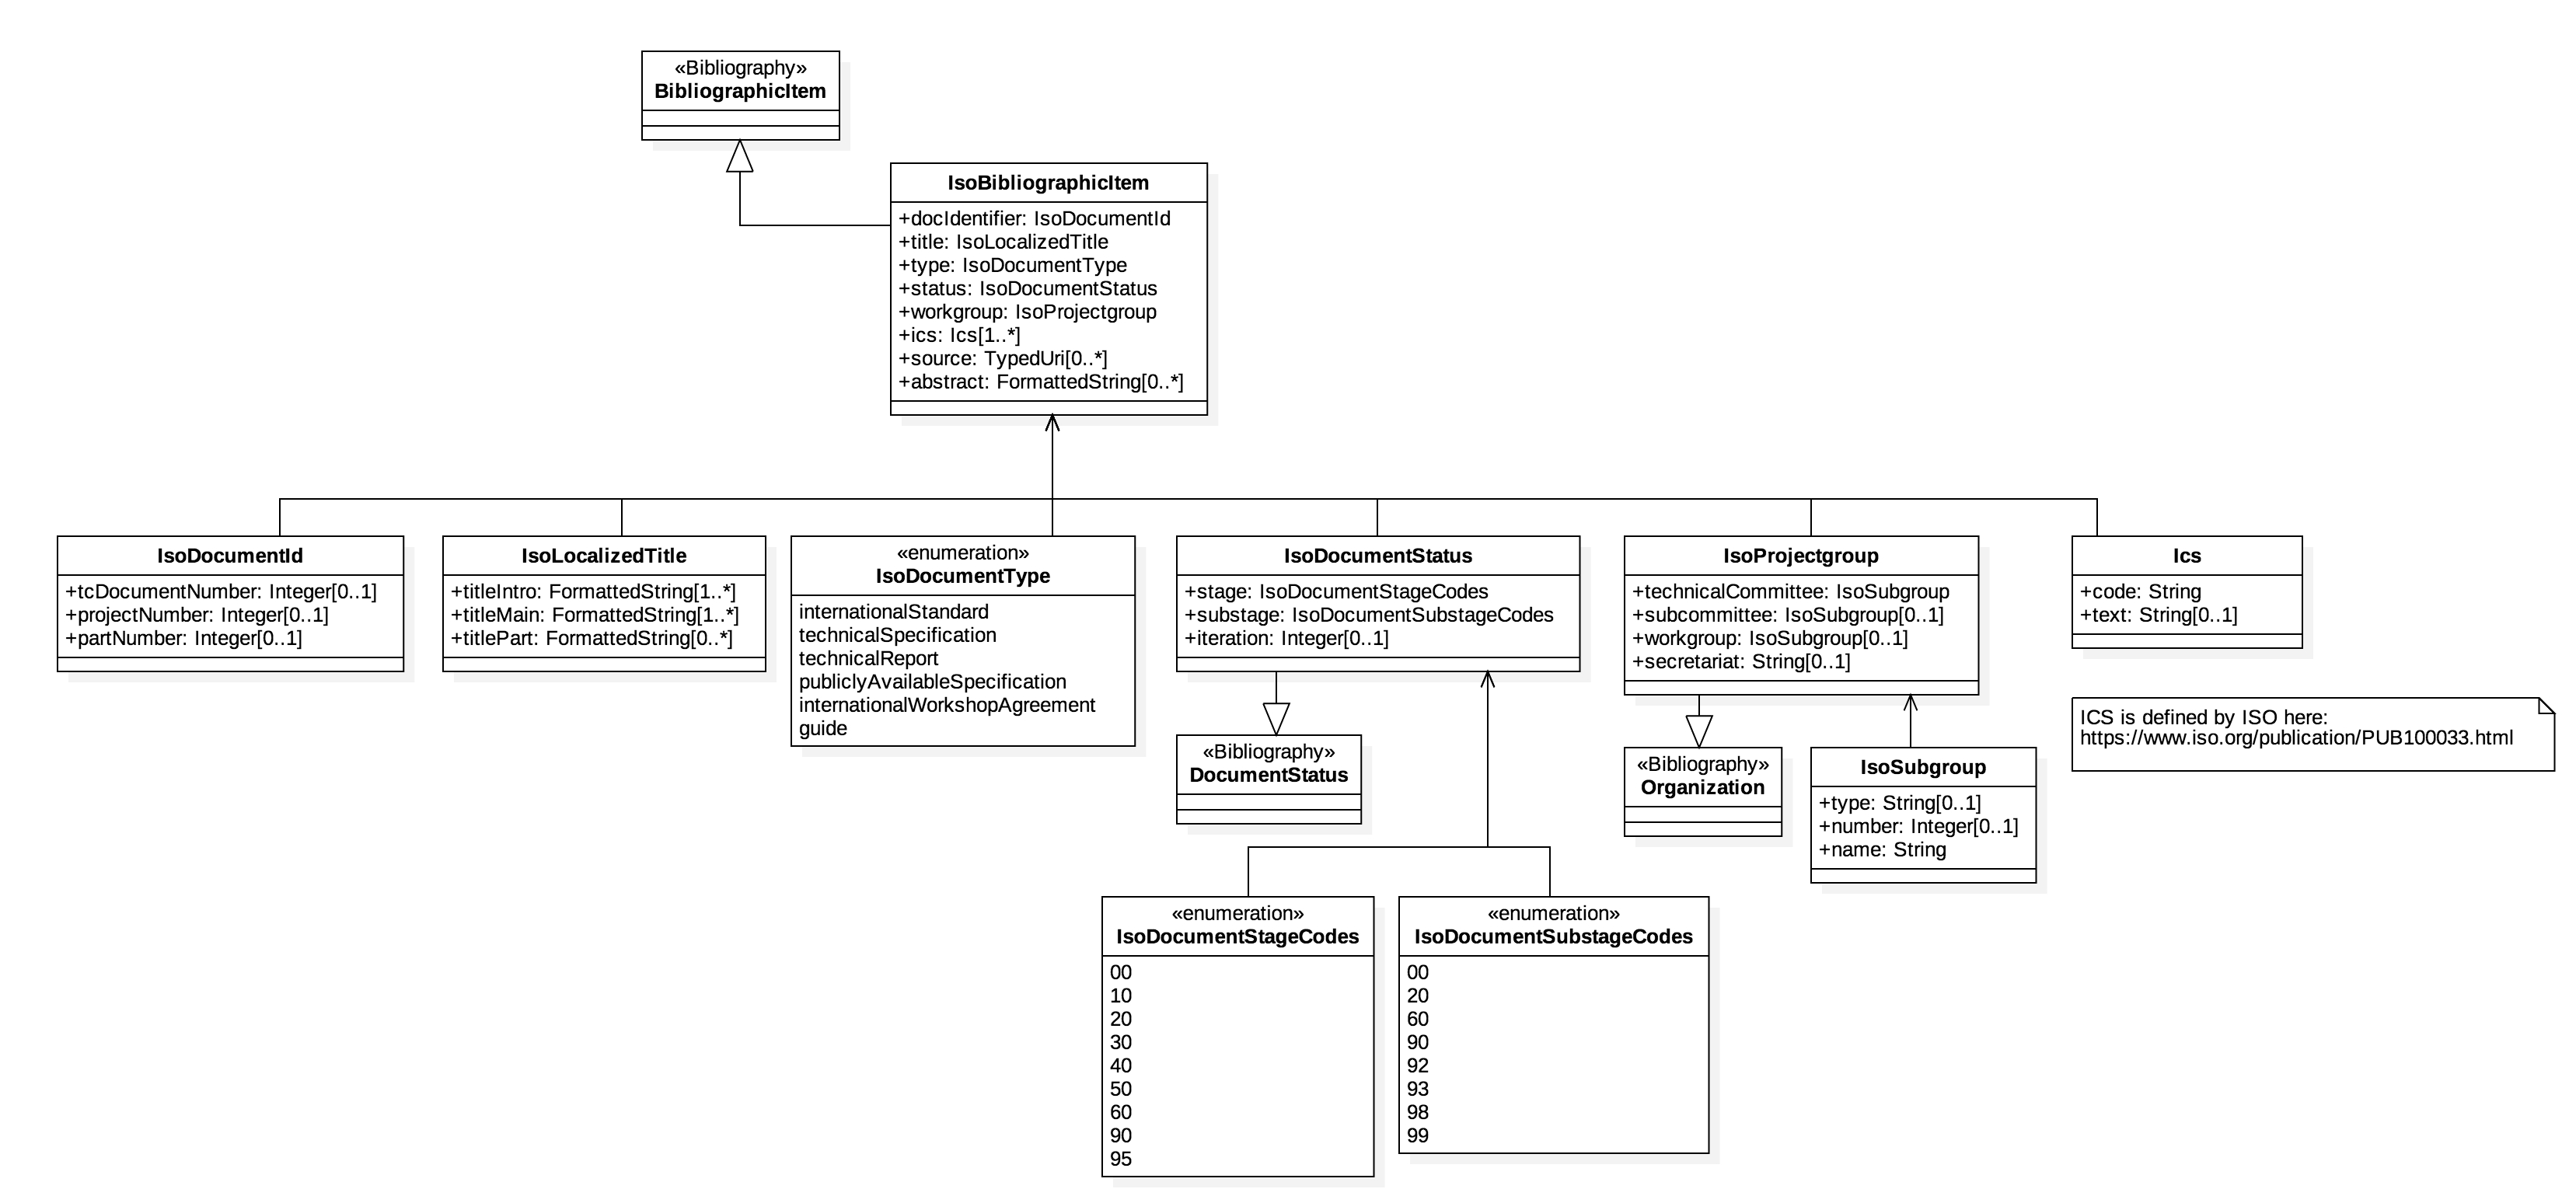 «Bibliography»
BibliographicItem
IsoBibliographicItem
+docIdentifier: IsoDocumentId
+title: IsoLocalizedTitle
+type: IsoDocumentType
+status: IsoDocumentStatus
+workgroup: IsoProjectgroup
+ics: Ics[1..*]
+source: TypedUri[0..*]
+abstract: FormattedString[0..*]
IsoDocumentId
+tcDocumentNumber: Integer[0..1]
+projectNumber: Integer[0..1]
+partNumber: Integer[0..1]
IsoLocalizedTitle
+titleIntro: FormattedString[1..*]
+titleMain: FormattedString[1..*]
+titlePart: FormattedString[0..*]
«enumeration»
IsoDocumentType
internationalStandard
technicalSpecification
technicalReport
publiclyAvailableSpecification
internationalWorkshopAgreement
guide
IsoDocumentStatus
+stage: IsoDocumentStageCodes
+substage: IsoDocumentSubstageCodes
+iteration: Integer[0..1]
IsoProjectgroup
+technicalCommittee: IsoSubgroup
+subcommittee: IsoSubgroup[0..1]
+workgroup: IsoSubgroup[0..1]
+secretariat: String[0..1]
Ics
+code: String
+text: String[0..1]
ICS is defined by ISO here:
https://www.iso.org/publication/PUB100033.html
«Bibliography»
DocumentStatus
«Bibliography»
Organization
IsoSubgroup
+type: String[0..1]
+number: Integer[0..1]
+name: String
«enumeration»
IsoDocumentStageCodes
00
10
20
30
40
50
60
90
95
«enumeration»
IsoDocumentSubstageCodes
00
20
60
90
92
93
98
99